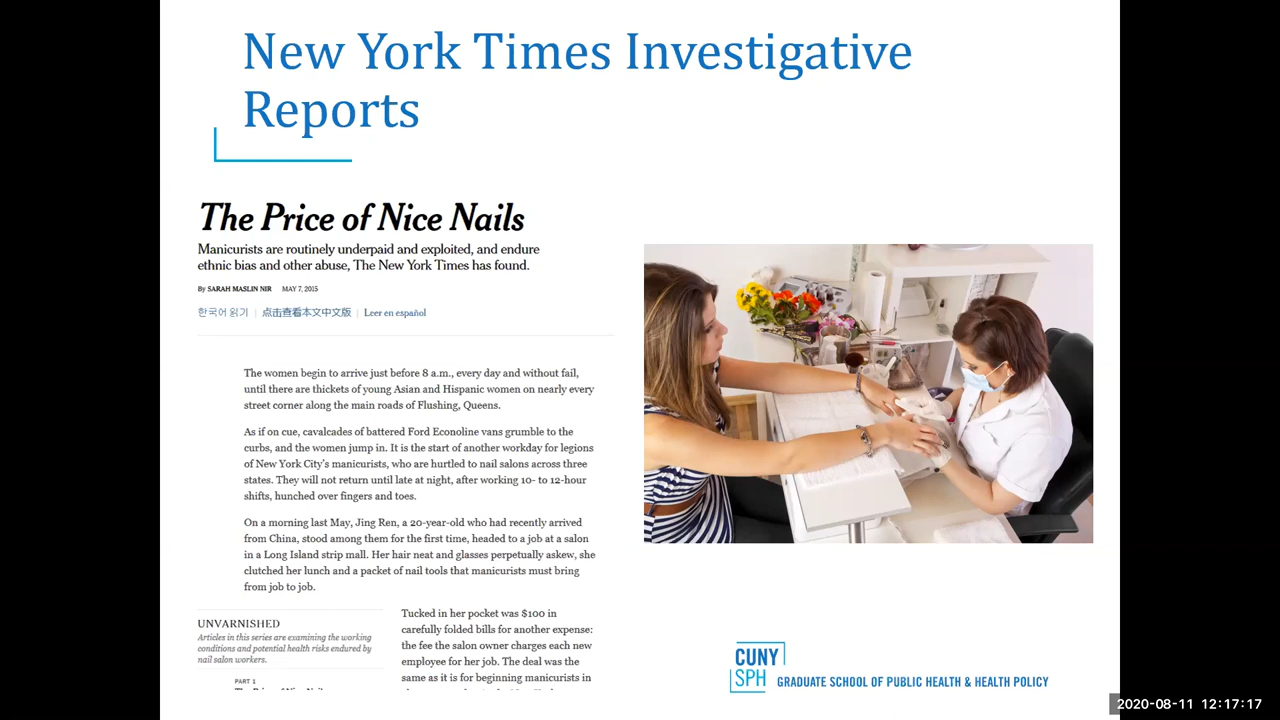 New York Times Investigative
Reports
The Price of Nice Nails
Manicurists are routinely underpaid and exploited, and endure
ethnic bias and other abuse, The New York Times has found.
By SARAH MASLIN NIR MAY 7, 2015
한국어 읽기 | 点击查看本文中文版 | Leer en español
The women begin to arrive just before 8 a.m., every day and without fail,
until there are thickets of young Asian and Hispanic women on nearly every
street corner along the main roads of Flushing, Queens.
As if on cue, cavalcades of battered Ford Econoline vans grumble to the
curbs, and the women jump in. It is the start of another workday for legions
of New York City's manicurists, who are hurtled to nail salons across three
states. They will not return until late at night, after working 10- to 12-hour
shifts, hunched over fingers and toes.
On a morning last May, Jing Ren, a 20-year-old who had recently arrived
from China, stood among them for the first time, headed to a job at a salon
in a Long Island strip mall. Her hair neat and glasses perpetually askew, she
clutched her lunch and a packet of nail tools that manicurists must bring
from job to job.
UNVARNISHED
Articles in this series are examining the working
conditions and potential health risks endured by
nail salon workers.
PART 1
Tucked in her pocket was $100 in
carefully folded bills for another expense:
the fee the salon owner charges each new
employee for her job. The deal was the
same as it is for beginning manicurists in
CUNY
SPH GRADUATE SCHOOL OF PUBLIC HEALTH & HEALTH POLICY
2020-08-11 12:17:17